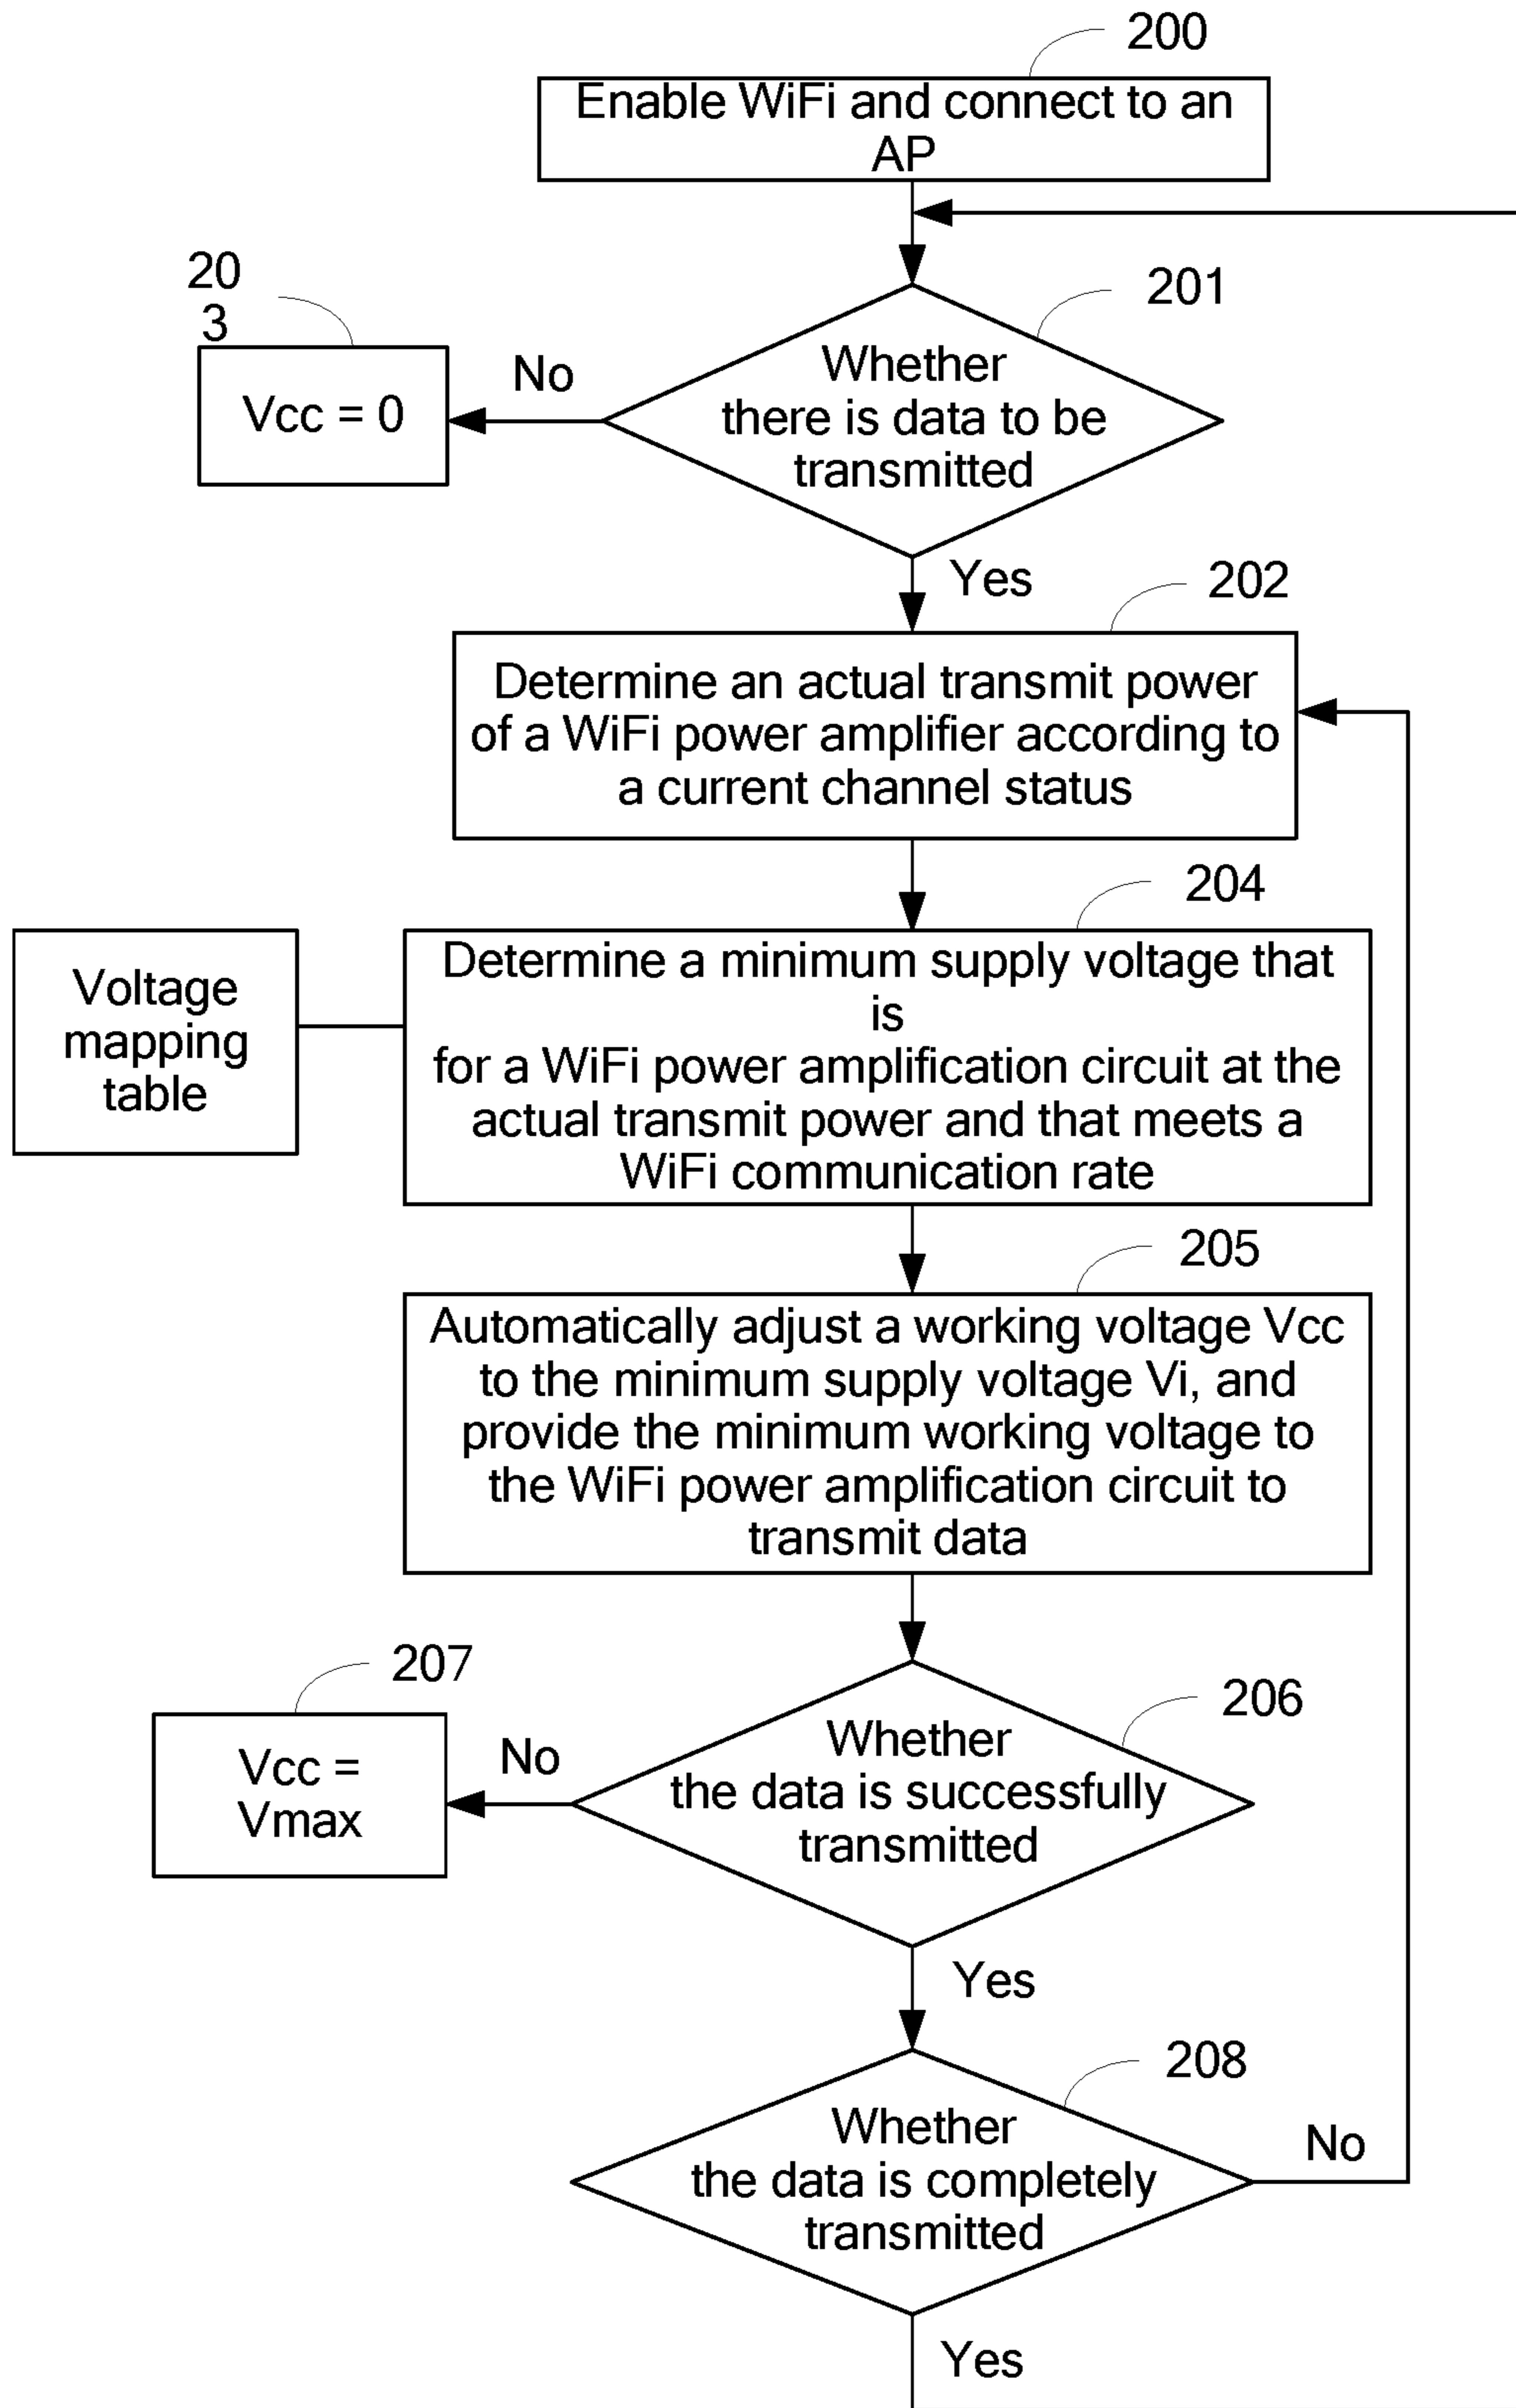 200
Enable WiFi and connect to an
AP
20
3
201
Whether
there is data to be
transmitted
No
Vcc = 0
Yes
202
Determine an actual transmit power
of a WiFi power amplifier according to
a current channel status
204
Voltage
mapping
table
Determine a minimum supply voltage that
is
for a WiFi power amplification circuit at the
actual transmit power and that meets a
WiFi communication rate
205
Automatically adjust a working voltage Vcc
to the minimum supply voltage Vi, and
provide the minimum working voltage to
the WiFi power amplification circuit to
transmit data
207
206
Whether
the data is successfully
transmitted
No
Vcc =
Vmax
Yes
208
Whether
the data is completely
transmitted
No
Yes